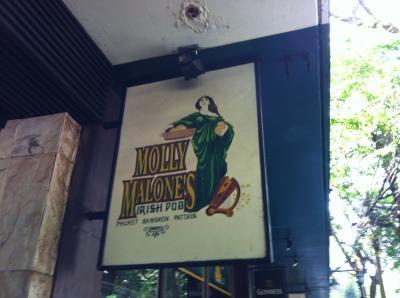 MOLLY
MALONE'S
IRISH PUB
PHUKET BANGKOK PATTAYA
GUINNESS